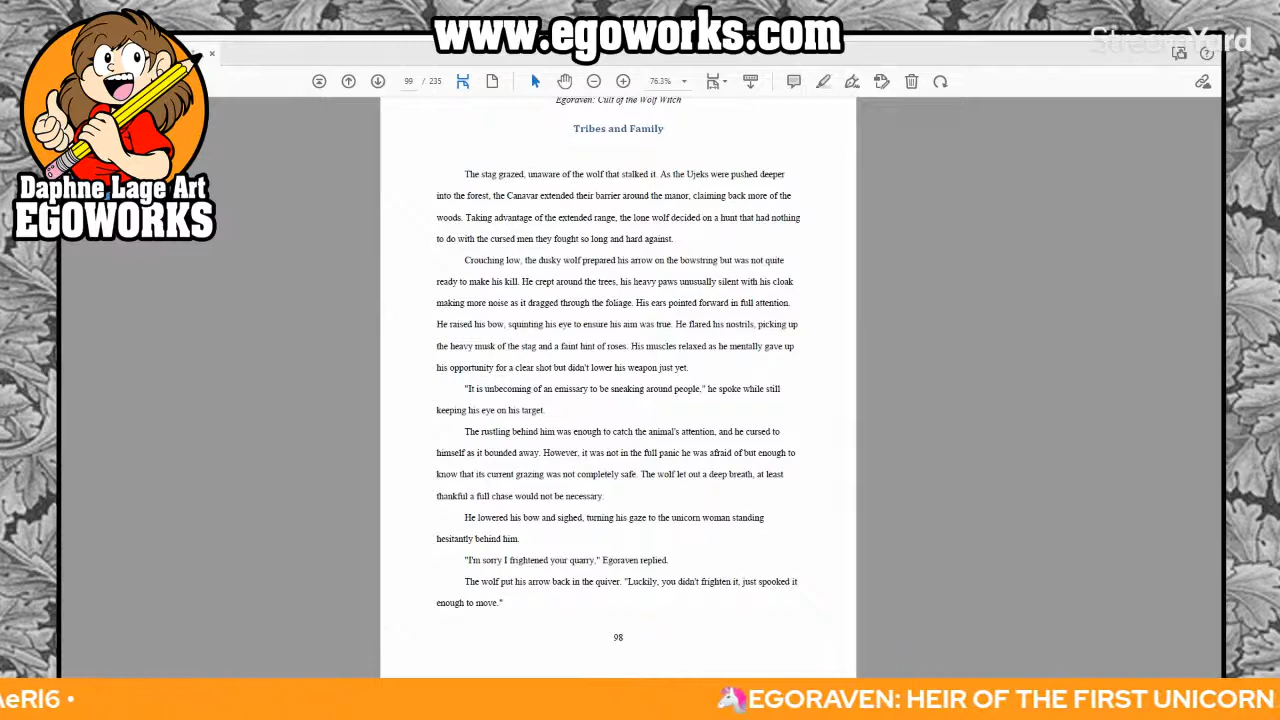 www.egoworks.com
StreamYard
99 / 235
76.3%
Daphne Lage Art
EGOWORKS
Egoraven: Cult of the Wolf Witch
Tribes and Family
The stag grazed, unaware of the wolf that stalked it. As the Ujeks were pushed deeper
into the forest, the Canavar extended their barrier around the manor, claiming back more of the
woods. Taking advantage of the extended range, the lone wolf decided on a hunt that had nothing
to do with the cursed men they fought so long and hard against.
Crouching low, the dusky wolf prepared his arrow on the bowstring but was not quite
ready to make his kill. He crept around the trees, his heavy paws unusually silent with his cloak
making more noise as it dragged through the foliage. His ears pointed forward in full attention.
He raised his bow, squinting his eye to ensure his aim was true. He flared his nostrils, picking up
the heavy musk of the stag and a faint hint of roses. His muscles relaxed as he mentally gave up
his opportunity for a clear shot but didn't lower his weapon just yet.
"It is unbecoming of an emissary to be sneaking around people," he spoke while still
keeping his eye on his target.
The rustling behind him was enough to catch the animal's attention, and he cursed to
himself as it bounded away. However, it was not in the full panic he was afraid of but enough to
know that its current grazing was not completely safe. The wolf let out a deep breath, at least
thankful a full chase would not be necessary.
He lowered his bow and sighed, turning his gaze to the unicorn woman standing
hesitantly behind him.
"I'm sorry I frightened your quarry," Egoraven replied.
The wolf put his arrow back in the quiver. "Luckily, you didn't frighten it, just spooked it
enough to move."
98
AeRl6 • 🦄EGORAVEN: HEIR OF THE FIRST UNICORN